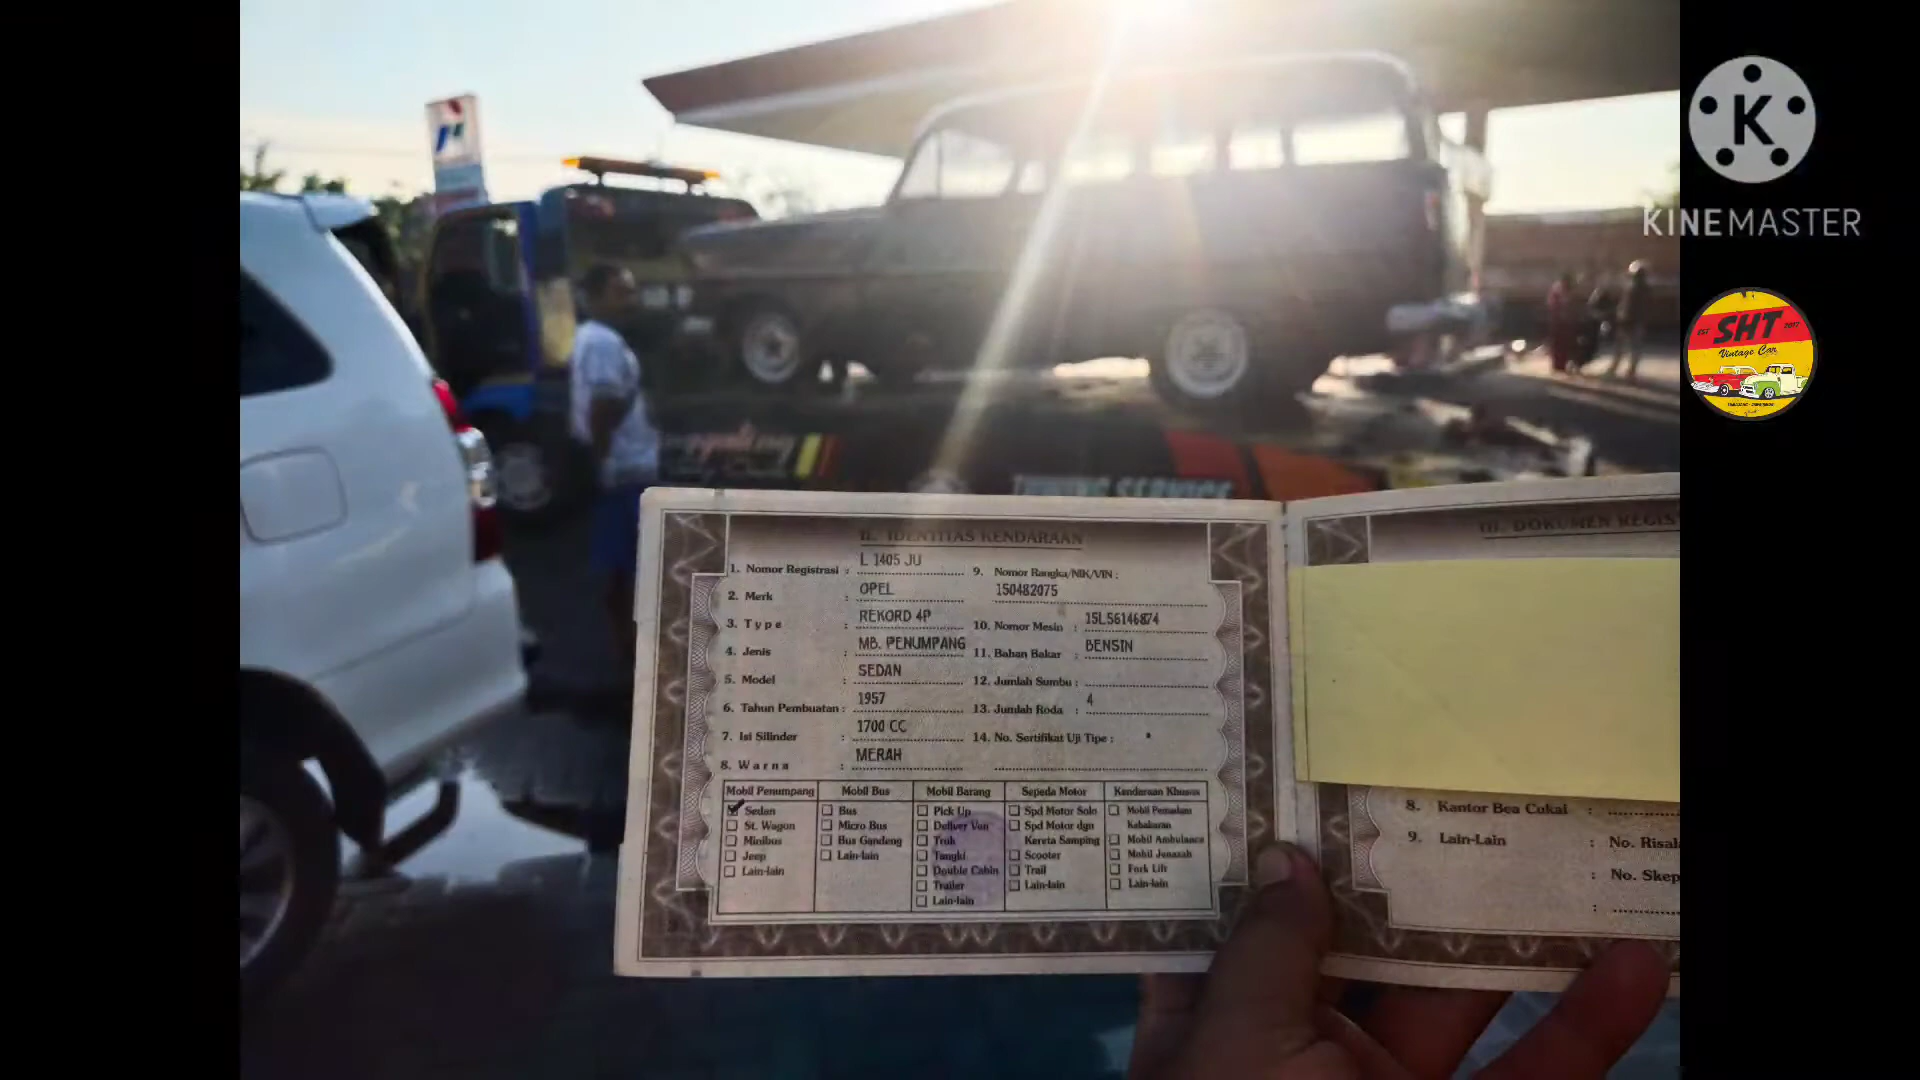 KINEMASTER
EST SHT 2017
Vintage Car
TOWING SERVICE
II. IDENTITAS KENDARAAN
1. Nomor Registrasi : L 1405 JU
2. Merk : OPEL
3. Type : REKORD 4P
4. Jenis : MB. PENUMPANG
5. Model : SEDAN
6. Tahun Pembuatan : 1957
7. Isi Silinder : 1700 CC
8. Warna : MERAH
9. Nomor Rangka/NIK/VIN :
150482075
10. Nomor Mesin : 15L56146874
11. Bahan Bakar : BENSIN
12. Jumlah Sumbu :
13. Jumlah Roda : 4
14. No. Sertifikat Uji Tipe :
Mobil Penumpang
Sedan
St. Wagon
Minibus
Jeep
Lain-lain
Mobil Bus
Bus
Micro Bus
Bus Gandeng
Lain-lain
Mobil Barang
Pick Up
Deliver Van
Truk
Tangki
Double Cabin
Trailer
Lain-lain
Sepeda Motor
Spd Motor Solo
Spd Motor dgn
Kereta Samping
Scooter
Trail
Lain-lain
Kendaraan Khusus
Mobil Pemadam
Kebakaran
Mobil Ambulance
Mobil Jenazah
Fork Lift
Lain-lain
III. DOKUMEN REGIS
8. Kantor Bea Cukai :
9. Lain-Lain : No. Risal
: No. Skep
: